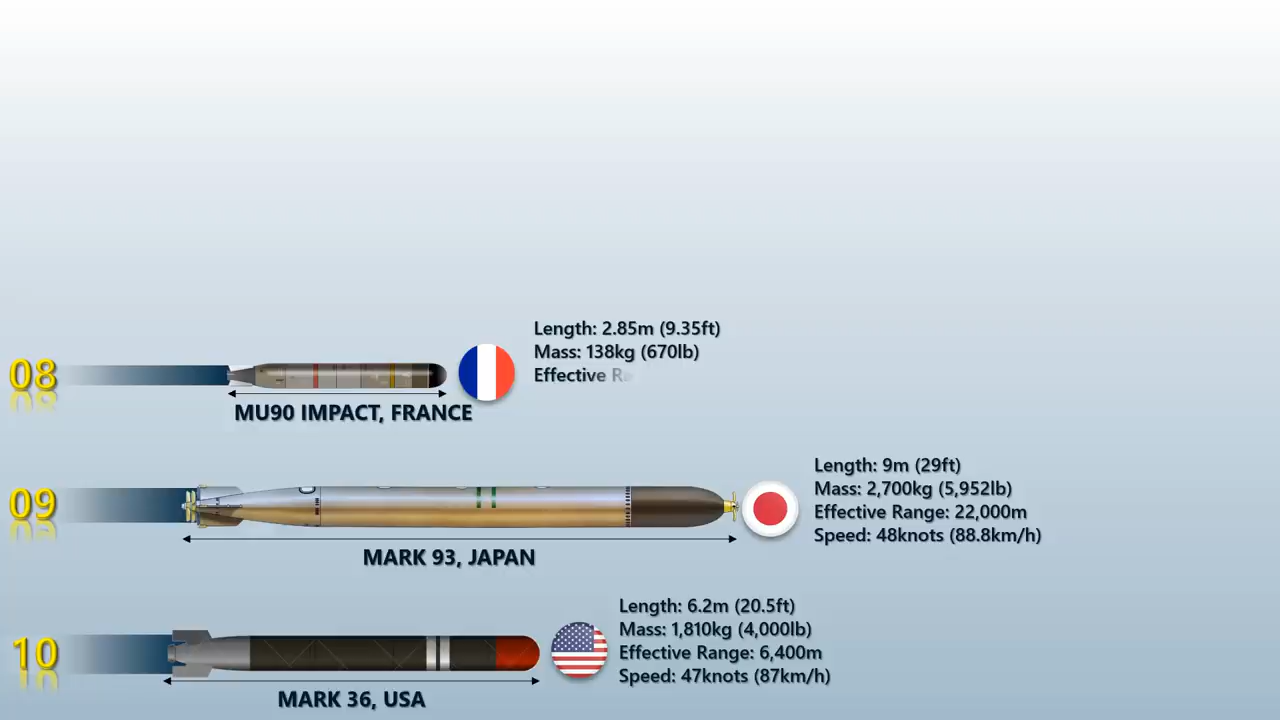 Length: 2.85m (9.35ft)
Mass: 138kg (670lb)
Effective
08
MU90 IMPACT, FRANCE
Length: 9m (29ft)
Mass: 2,700kg (5,952lb)
Effective Range: 22,000m
Speed: 48knots (88.8km/h)
09
MARK 93, JAPAN
Length: 6.2m (20.5ft)
Mass: 1,810kg (4,000lb)
Effective Range: 6,400m
Speed: 47knots (87km/h)
10
MARK 36, USA